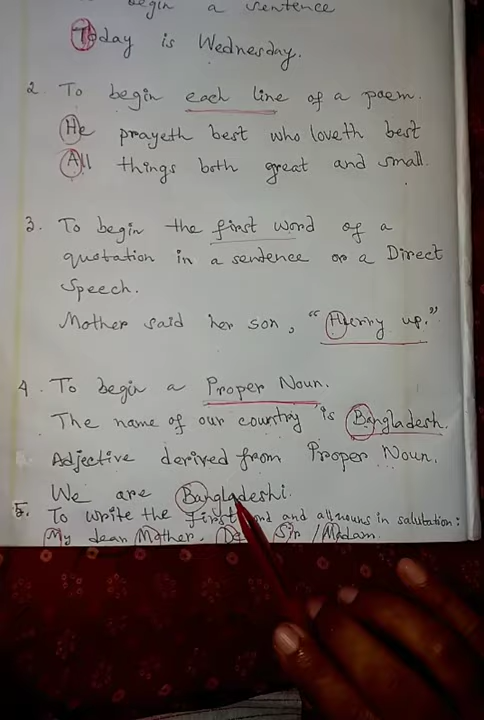 begin a sentence
Today is Wednesday.
2. To begin each line of a poem.
He prayeth best who loveth best
All things both great and small.
3. To begin the first word of a
quotation in a sentence or a Direct
Speech.
Mother said her son, "Hurry up."
4. To begin a Proper Noun.
The name of our country is Bangladesh.
Adjective derived from Proper Noun.
We are Bangladeshi.
5. To write the first and all nouns in salutation:
My dear Mother, Sir / Madam.